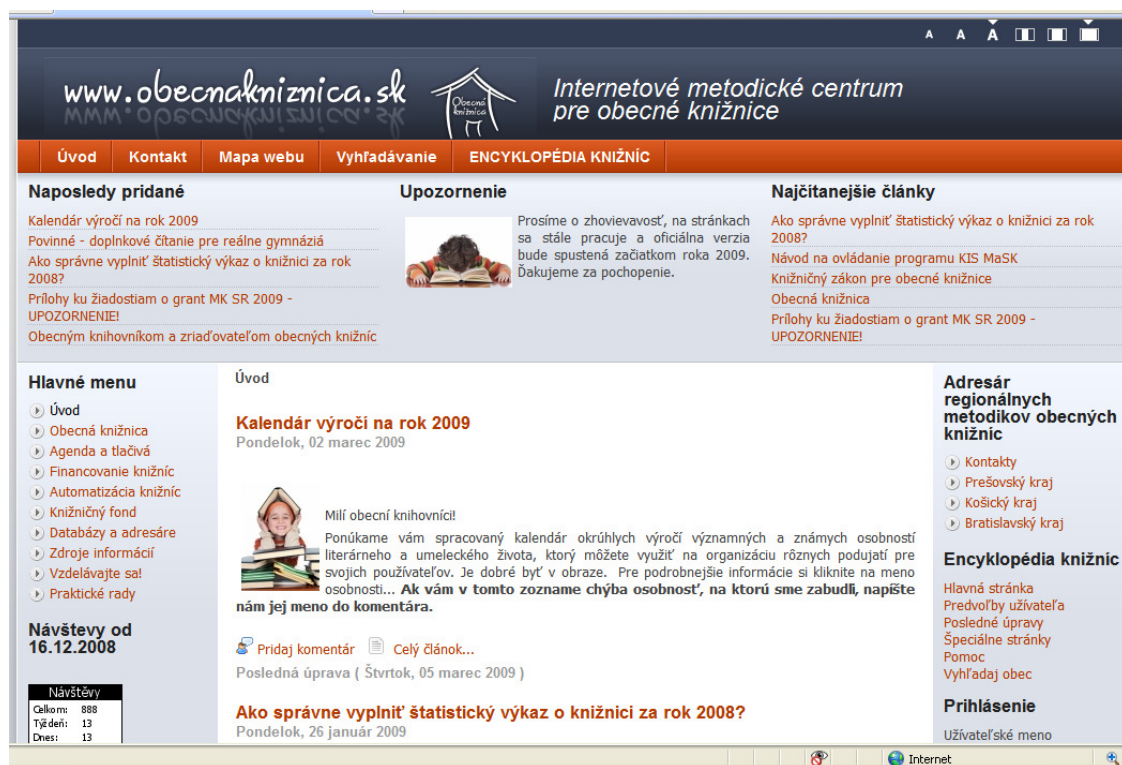 A A A
www.obecnakniznica.sk
Obecná
knižnica
Internetové metodické centrum
pre obecné knižnice
Úvod Kontakt Mapa webu Vyhľadávanie ENCYKLOPÉDIA KNIŽNÍC
Naposledy pridané
Kalendár výročí na rok 2009
Povinné - doplnkové čítanie pre reálne gymnáziá
Ako správne vyplniť štatistický výkaz o knižnici za rok
2008?
Prílohy ku žiadostiam o grant MK SR 2009 -
UPOZORNENIE!
Obecným knihovníkom a zriaďovateľom obecných knižníc
Upozornenie
Prosíme o zhovievavosť, na stránkach
sa stále pracuje a oficiálna verzia
bude spustená začiatkom roka 2009.
Ďakujeme za pochopenie.
Najčítanejšie články
Ako správne vyplniť štatistický výkaz o knižnici za rok
2008?
Návod na ovládanie programu KIS MaSK
Knižničný zákon pre obecné knižnice
Obecná knižnica
Prílohy ku žiadostiam o grant MK SR 2009 -
UPOZORNENIE!
Hlavné menu
Úvod
Obecná knižnica
Agenda a tlačivá
Financovanie knižníc
Automatizácia knižníc
Knižničný fond
Databázy a adresáre
Zdroje informácií
Vzdelávajte sa!
Praktické rady
Návštevy od
16.12.2008
Návštěvy
Celkom: 888
Týždeň: 13
Dnes: 13
Úvod
Kalendár výročí na rok 2009
Pondelok, 02 marec 2009
Milí obecní knihovníci!
Ponúkame vám spracovaný kalendár okrúhlych výročí významných a známych osobností
literárneho a umeleckého života, ktorý môžete využiť na organizáciu rôznych podujatí pre
svojich používateľov. Je dobré byť v obraze. Pre podrobnejšie informácie si kliknite na meno
osobnosti... Ak vám v tomto zozname chýba osobnosť, na ktorú sme zabudli, napíšte
nám jej meno do komentára.
Pridaj komentár Celý článok...
Posledná úprava ( Štvrtok, 05 marec 2009 )
Ako správne vyplniť štatistický výkaz o knižnici za rok 2008?
Pondelok, 26 január 2009
Adresár
regionálnych
metodikov obecných
knižníc
Kontakty
Prešovský kraj
Košický kraj
Bratislavský kraj
Encyklopédia knižníc
Hlavná stránka
Predvoľby užívateľa
Posledné úpravy
Špeciálne stránky
Pomoc
Vyhľadaj obec
Prihlásenie
Užívateľské meno
Internet